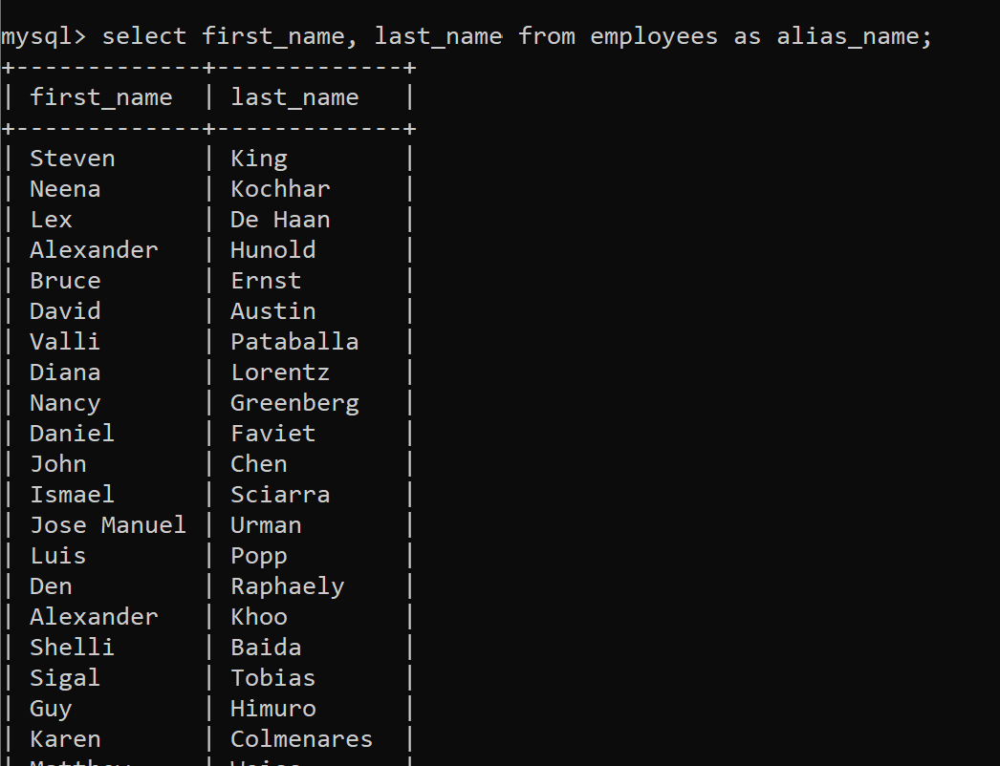 mysql> select first_name, last_name from employees as alias_name;
+-------------+-------------+
| first_name  | last_name   |
+-------------+-------------+
| Steven      | King        |
| Neena       | Kochhar     |
| Lex         | De Haan     |
| Alexander   | Hunold      |
| Bruce       | Ernst       |
| David       | Austin      |
| Valli       | Pataballa   |
| Diana       | Lorentz     |
| Nancy       | Greenberg   |
| Daniel      | Faviet      |
| John        | Chen        |
| Ismael      | Sciarra     |
| Jose Manuel | Urman       |
| Luis        | Popp        |
| Den         | Raphaely    |
| Alexander   | Khoo        |
| Shelli      | Baida       |
| Sigal       | Tobias      |
| Guy         | Himuro      |
| Karen       | Colmenares  |